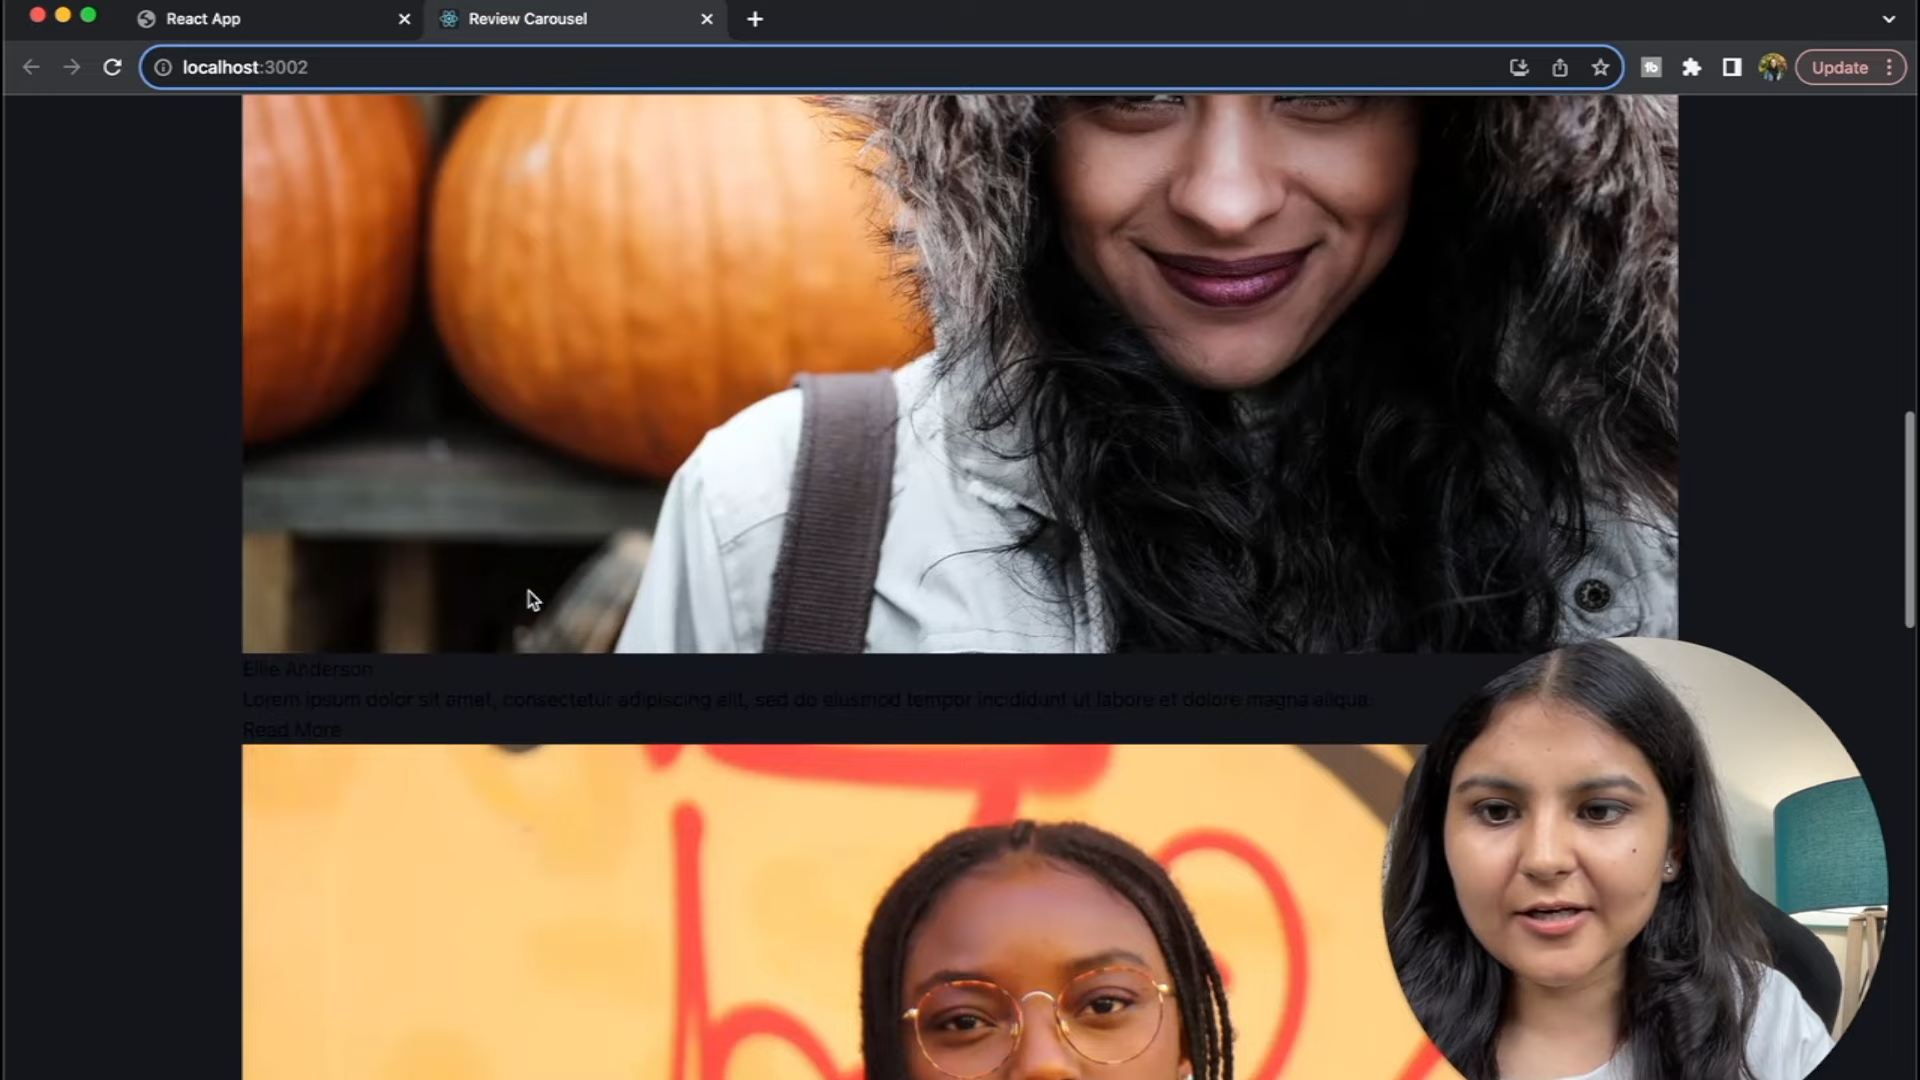 React App
Review Carousel
localhost:3002
Update
Ellie Anderson
Lorem ipsum dolor sit amet, consectetur adipiscing elit, sed do eiusmod tempor incididunt ut labore et dolore magna aliqua.
Read More